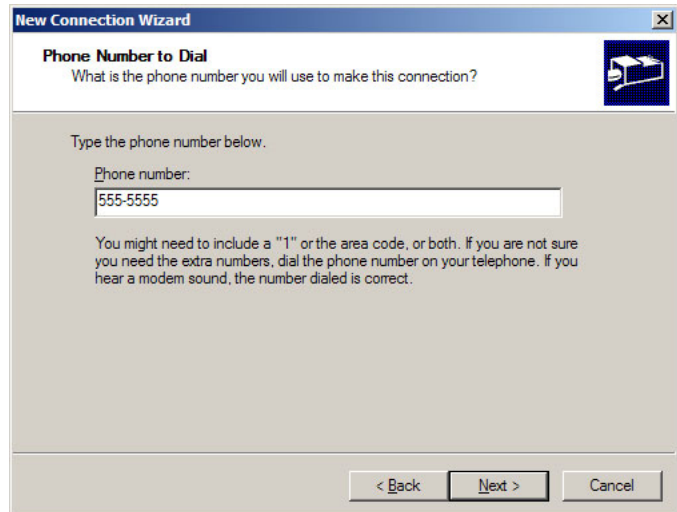 New Connection Wizard
Phone Number to Dial
What is the phone number you will use to make this connection?
Type the phone number below.
Phone number:
555-5555
You might need to include a "1" or the area code, or both. If you are not sure
you need the extra numbers, dial the phone number on your telephone. If you
hear a modem sound, the number dialed is correct.
< Back Next > Cancel